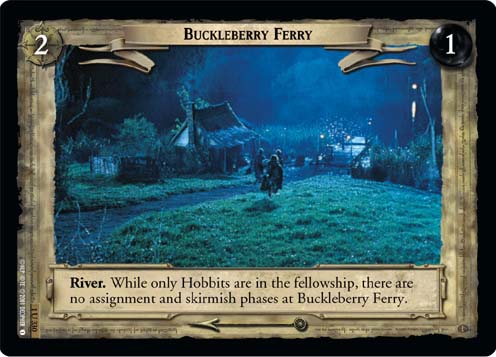 BUCKLEBERRY FERRY
2
1
River. While only Hobbits are in the fellowship, there are
no assignment and skirmish phases at Buckleberry Ferry.